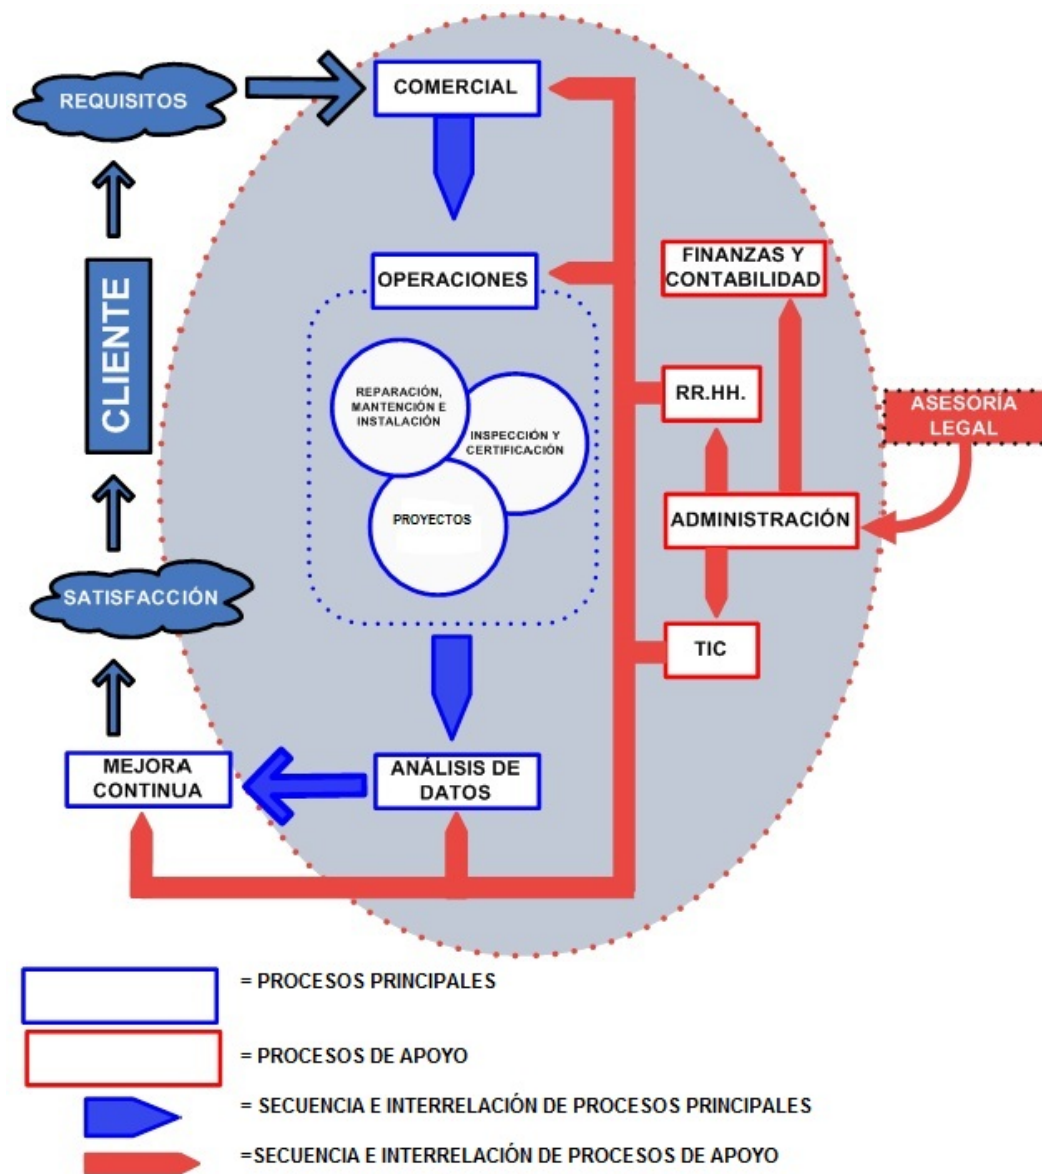 REQUISITOS
COMERCIAL
CLIENTE
OPERACIONES
FINANZAS Y
CONTABILIDAD
REPARACIÓN,
MANTENCIÓN E
INSTALACIÓN
INSPECCIÓN Y
CERTIFICACIÓN
PROYECTOS
RR.HH.
ASESORÍA
LEGAL
ADMINISTRACIÓN
SATISFACCIÓN
TIC
MEJORA
CONTINUA
ANÁLISIS DE
DATOS
= PROCESOS PRINCIPALES
= PROCESOS DE APOYO
= SECUENCIA E INTERRELACIÓN DE PROCESOS PRINCIPALES
=SECUENCIA E INTERRELACIÓN DE PROCESOS DE APOYO